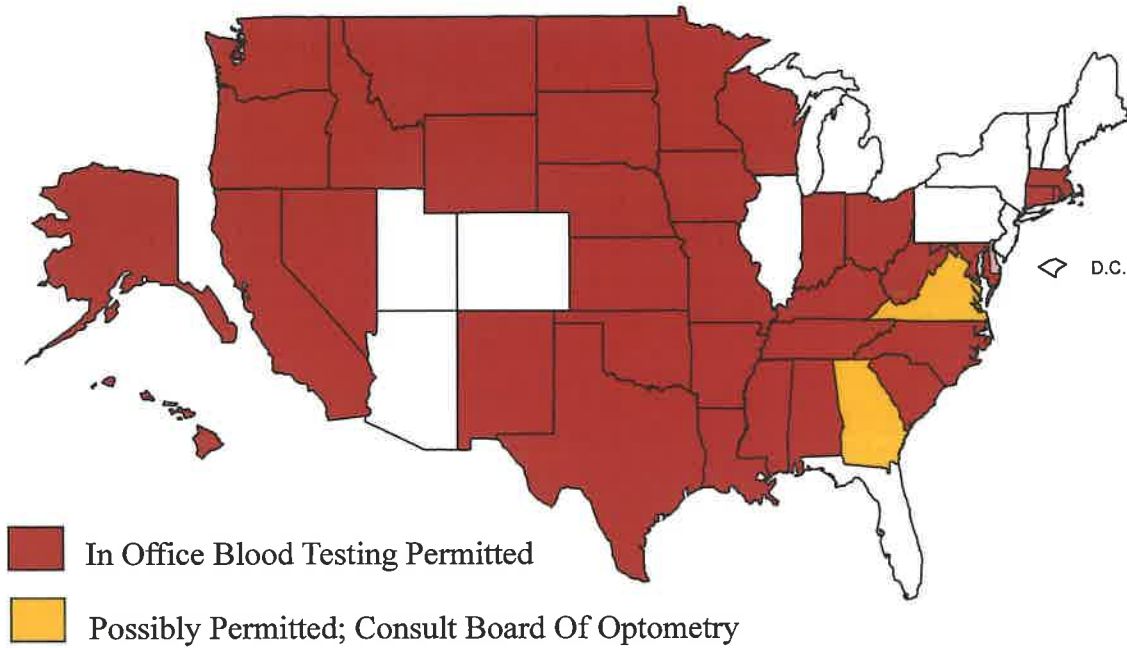 D.C.
In Office Blood Testing Permitted
Possibly Permitted; Consult Board Of Optometry